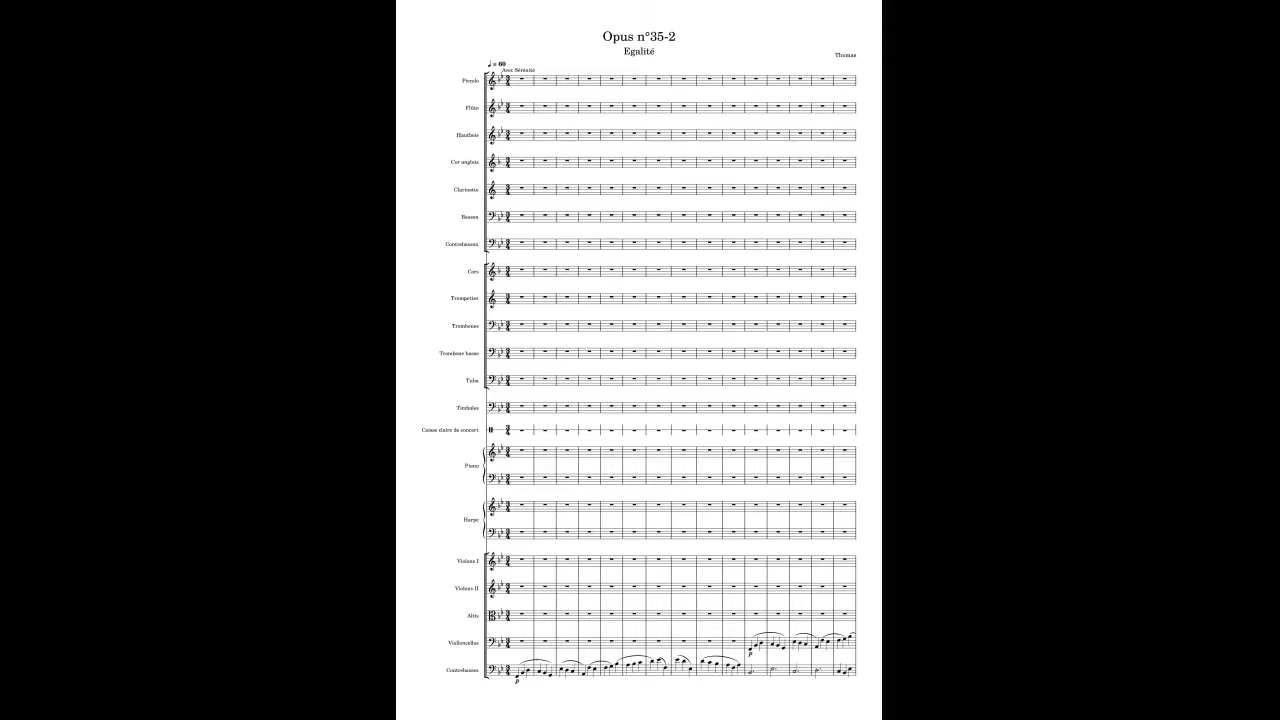 Opus n°35-2
Egalité
Thomas
♩ = 60
Avec Sérénité
Piccolo
Flûte
Hautbois
Cor anglais
Clarinette
Basson
Contrebasson
Cors
Trompettes
Trombones
Trombone basse
Tuba
Timbales
Caisse claire de concert
Piano
Harpe
Violons I
Violons II
Altis
Violoncelles
p
Contrebasses
p